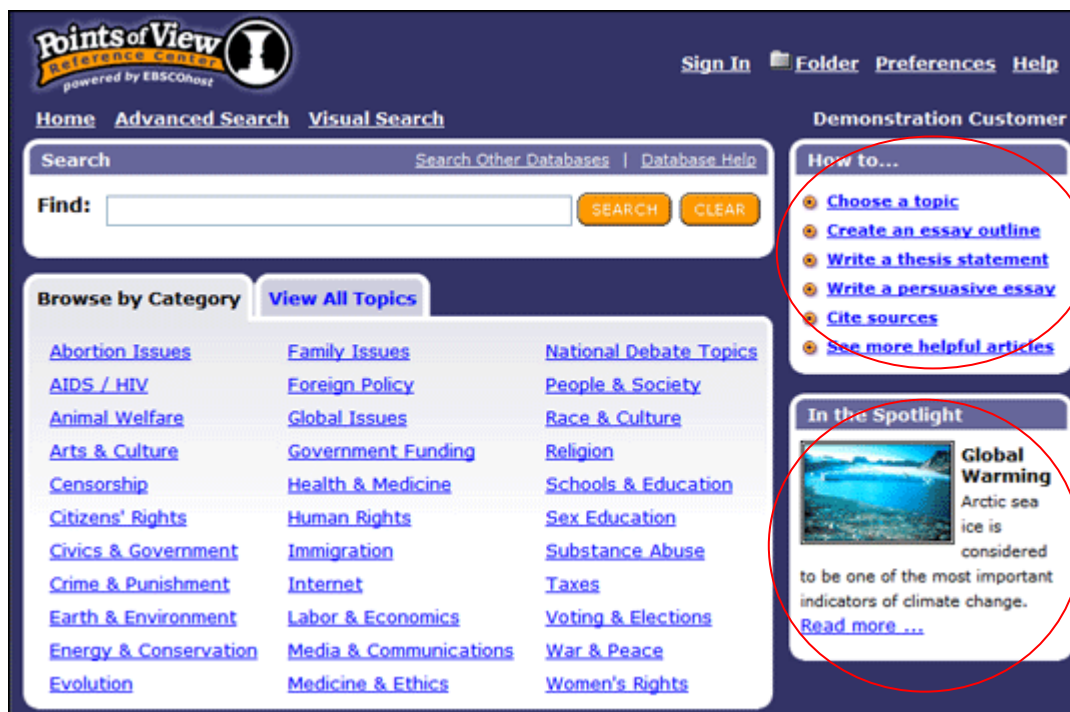 Points of View
Reference Center
powered by EBSCOhost
Sign In Folder Preferences Help
Home Advanced Search Visual Search
Demonstration Customer
Search Search Other Databases | Database Help
Find: SEARCH CLEAR
How to...
Choose a topic
Create an essay outline
Write a thesis statement
Write a persuasive essay
Cite sources
See more helpful articles
Browse by Category View All Topics
Abortion Issues Family Issues National Debate Topics
AIDS / HIV Foreign Policy People & Society
Animal Welfare Global Issues Race & Culture
Arts & Culture Government Funding Religion
Censorship Health & Medicine Schools & Education
Citizens' Rights Human Rights Sex Education
Civics & Government Immigration Substance Abuse
Crime & Punishment Internet Taxes
Earth & Environment Labor & Economics Voting & Elections
Energy & Conservation Media & Communications War & Peace
Evolution Medicine & Ethics Women's Rights
In the Spotlight
Global
Warming
Arctic sea
ice is
considered
to be one of the most important
indicators of climate change.
Read more ...